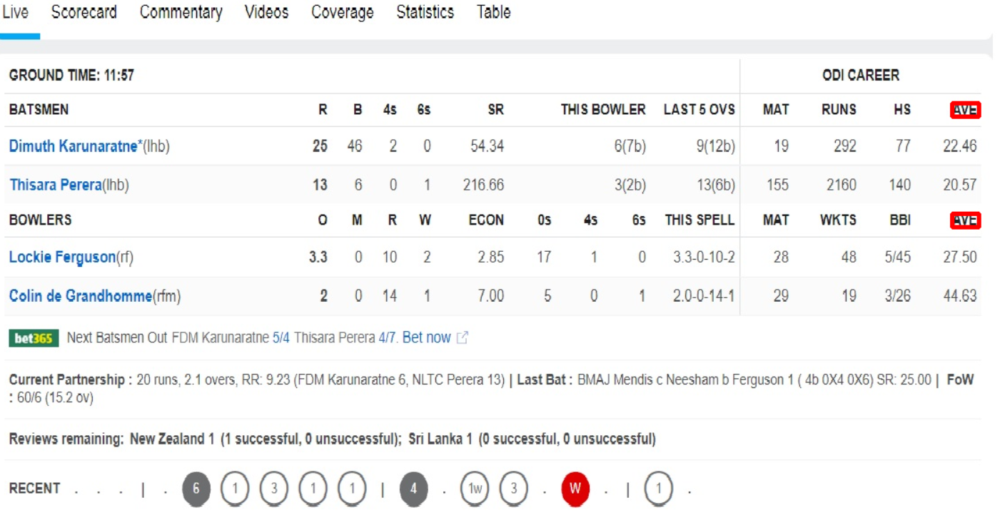 Live Scorecard Commentary Videos Coverage Statistics Table
GROUND TIME: 11:57 ODI CAREER
BATSMEN R B 4s 6s SR THIS BOWLER LAST 5 OVS MAT RUNS HS AVE
Dimuth Karunaratne*(lhb) 25 46 2 0 54.34 6(7b) 9(12b) 19 292 77 22.46
Thisara Perera(lhb) 13 6 0 1 216.66 3(2b) 13(6b) 155 2160 140 20.57
BOWLERS O M R W ECON 0s 4s 6s THIS SPELL MAT WKTS BBI AVE
Lockie Ferguson(rf) 3.3 0 10 2 2.85 17 1 0 3.3-0-10-2 28 48 5/45 27.50
Colin de Grandhomme(rfm) 2 0 14 1 7.00 5 0 1 2.0-0-14-1 29 19 3/26 44.63
bet365 Next Batsmen Out FDM Karunaratne 5/4 Thisara Perera 4/7. Bet now
Current Partnership : 20 runs, 2.1 overs, RR: 9.23 (FDM Karunaratne 6, NLTC Perera 13) | Last Bat : BMAJ Mendis c Neesham b Ferguson 1 ( 4b 0X4 0X6) SR: 25.00 | FoW
: 60/6 (15.2 ov)
Reviews remaining: New Zealand 1 (1 successful, 0 unsuccessful); Sri Lanka 1 (0 successful, 0 unsuccessful)
RECENT . . . | . 6 1 3 1 1 | 4 . 1w 3 . W . | 1 .